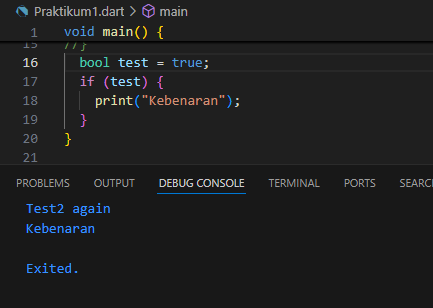 Praktikum1.dart > main
1 void main() {
15 //}
16 bool test = true;
17 if (test) {
18 print("Kebenaran");
19 }
20 }
21
PROBLEMS OUTPUT DEBUG CONSOLE TERMINAL PORTS SEARC
Test2 again
Kebenaran
Exited.